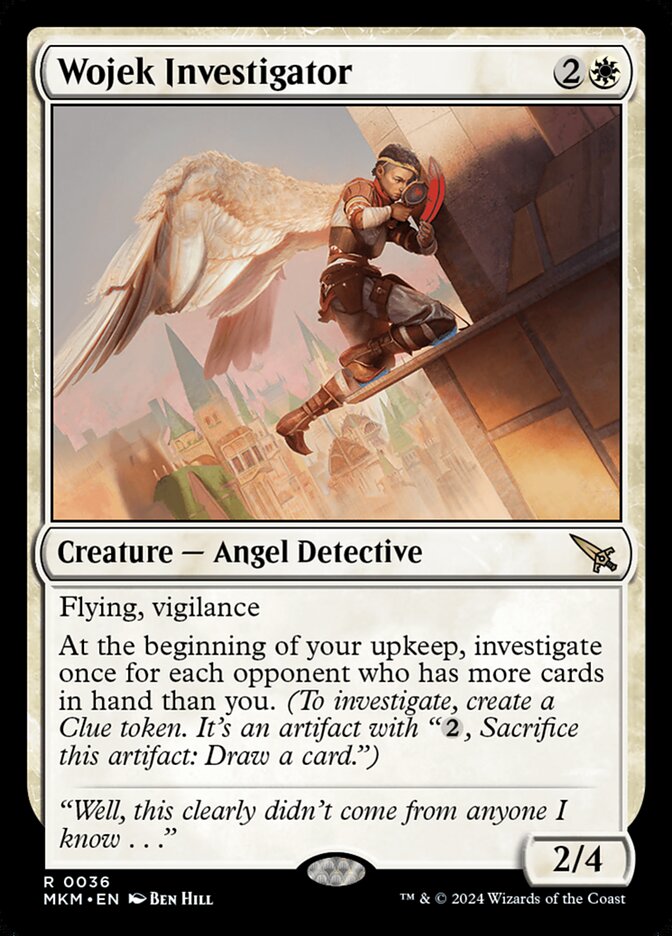 Wojek Investigator 2
Creature — Angel Detective
Flying, vigilance
At the beginning of your upkeep, investigate
once for each opponent who has more cards
in hand than you. (To investigate, create a
Clue token. It's an artifact with “2, Sacrifice
this artifact: Draw a card.”)
“Well, this clearly didn't come from anyone I
know . . .”
2/4
R 0036
MKM • EN BEN HILL
™ & © 2024 Wizards of the Coast